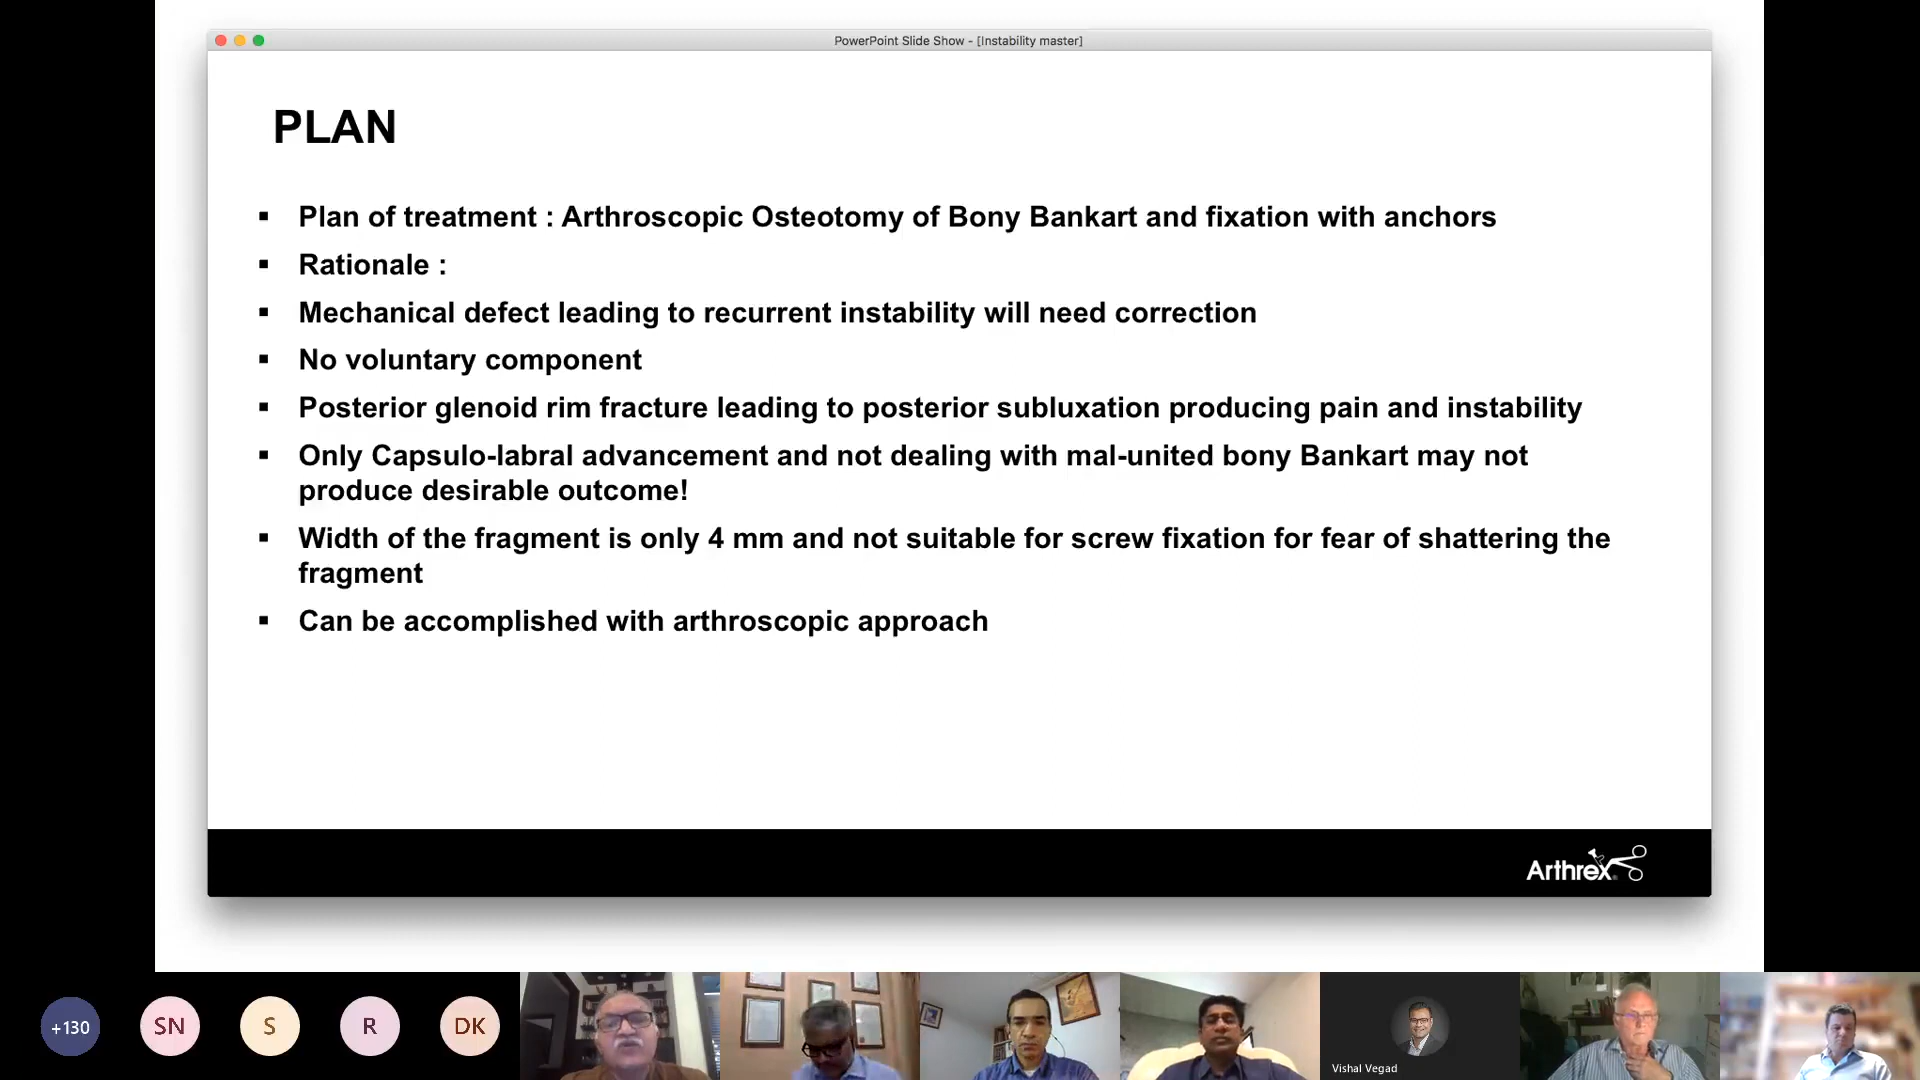 PowerPoint Slide Show - [Instability master]
PLAN
▪ Plan of treatment : Arthroscopic Osteotomy of Bony Bankart and fixation with anchors
▪ Rationale :
▪ Mechanical defect leading to recurrent instability will need correction
▪ No voluntary component
▪ Posterior glenoid rim fracture leading to posterior subluxation producing pain and instability
▪ Only Capsulo-labral advancement and not dealing with mal-united bony Bankart may not
produce desirable outcome!
▪ Width of the fragment is only 4 mm and not suitable for screw fixation for fear of shattering the
fragment
▪ Can be accomplished with arthroscopic approach
Arthrex
+130
SN
S
R
DK
Vishal Vegad